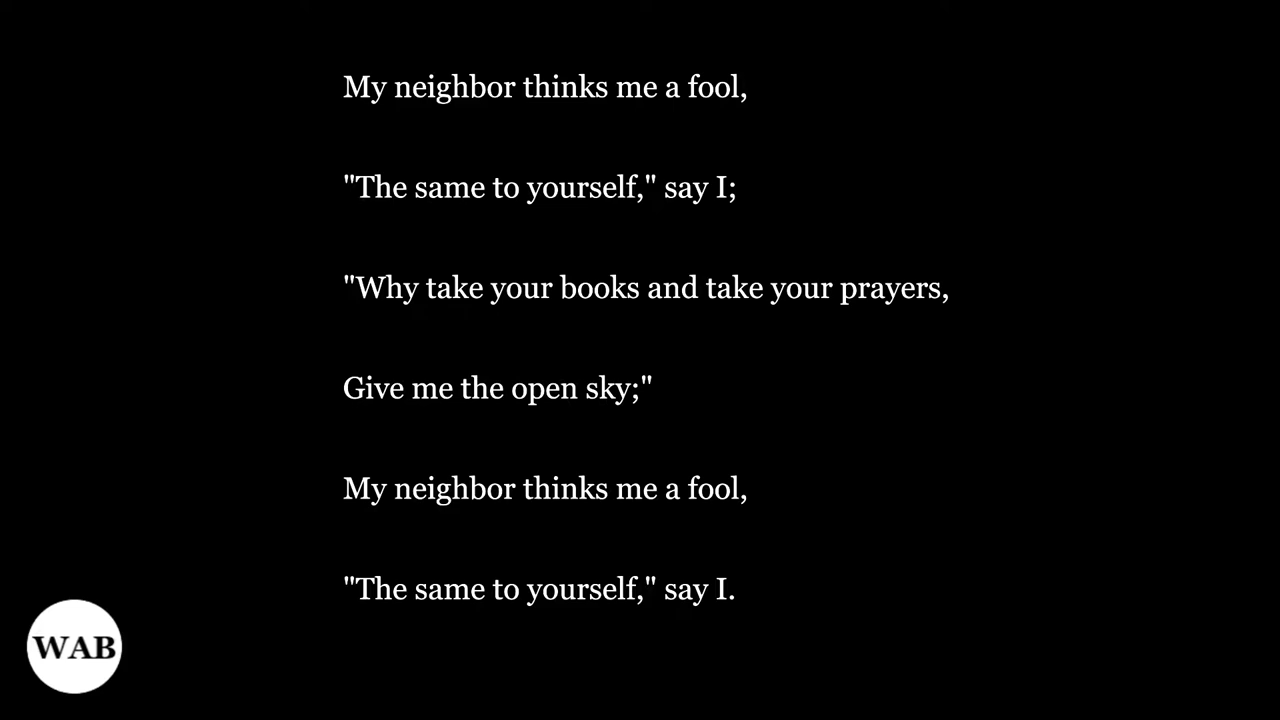 My neighbor thinks me a fool,
"The same to yourself," say I;
"Why take your books and take your prayers,
Give me the open sky;"
My neighbor thinks me a fool,
"The same to yourself," say I.
WAB